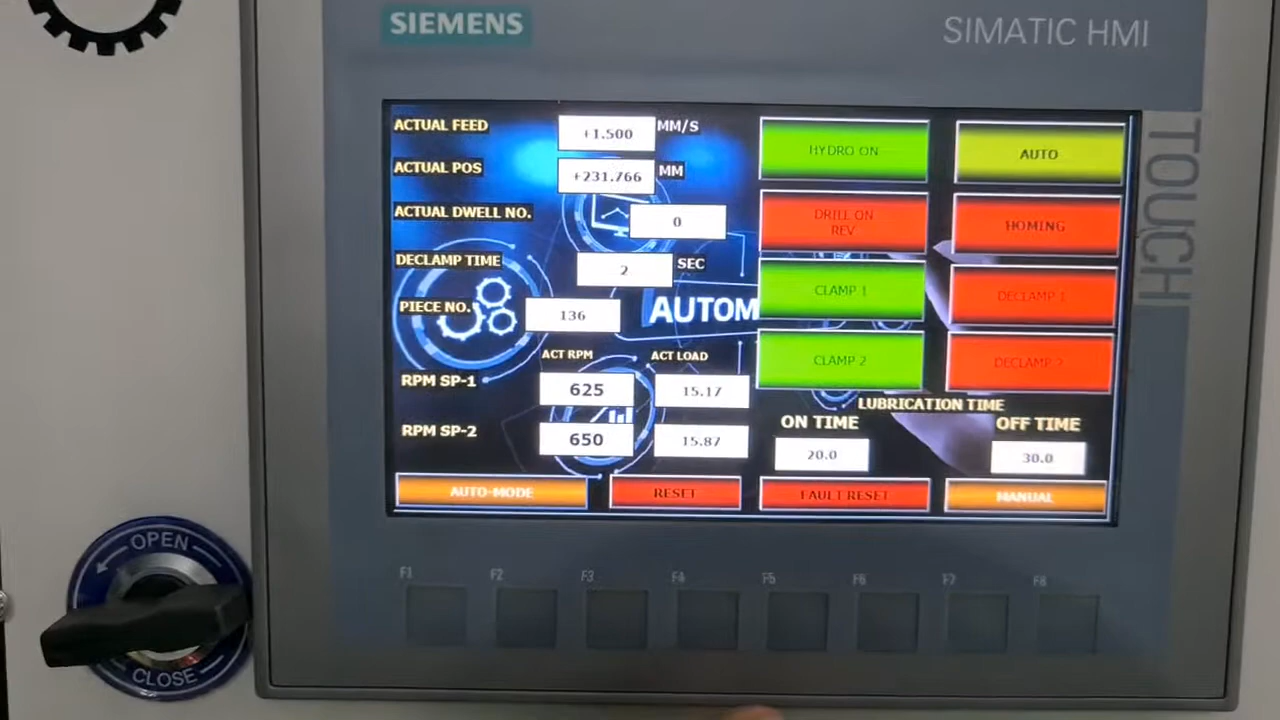 SIEMENS
SIMATIC HMI
TOUCH
ACTUAL FEED +1.500 MM/S
ACTUAL POS +231.766 MM
ACTUAL DWELL NO. 0
DECLAMP TIME 2 SEC
PIECE NO. 136
AUTOM
ACT RPM ACT LOAD
RPM SP-1 625 15.17
RPM SP-2 650 15.87
HYDRO ON AUTO
DRILL ON
REV
HOMING
CLAMP 1 DECLAMP 1
CLAMP 2 DECLAMP 2
LUBRICATION TIME
ON TIME OFF TIME
20.0 30.0
AUTO-MODE RESET FAULT RESET MANUAL
F1 F2 F3 F4 F5 F6 F7 F8
OPEN
CLOSE